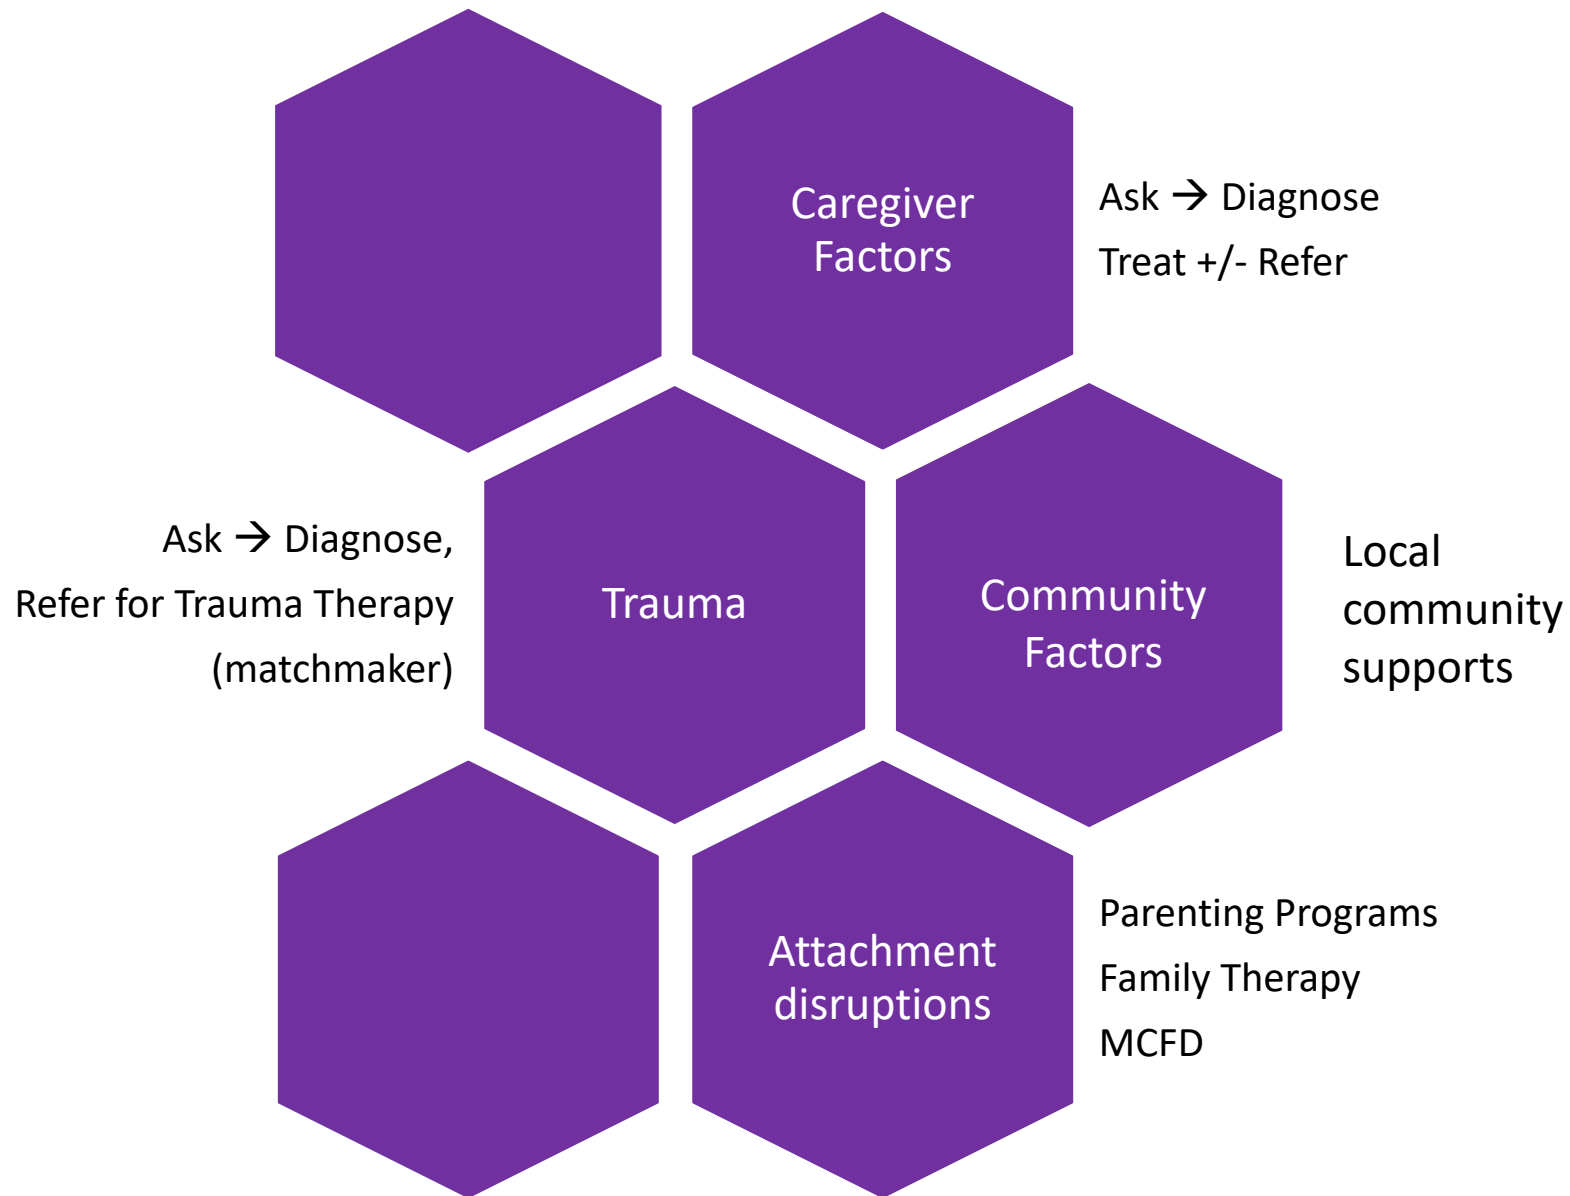 Caregiver
Factors
Ask → Diagnose
Treat +/- Refer
Ask → Diagnose,
Refer for Trauma Therapy
(matchmaker)
Trauma
Community
Factors
Local
community
supports
Attachment
disruptions
Parenting Programs
Family Therapy
MCFD